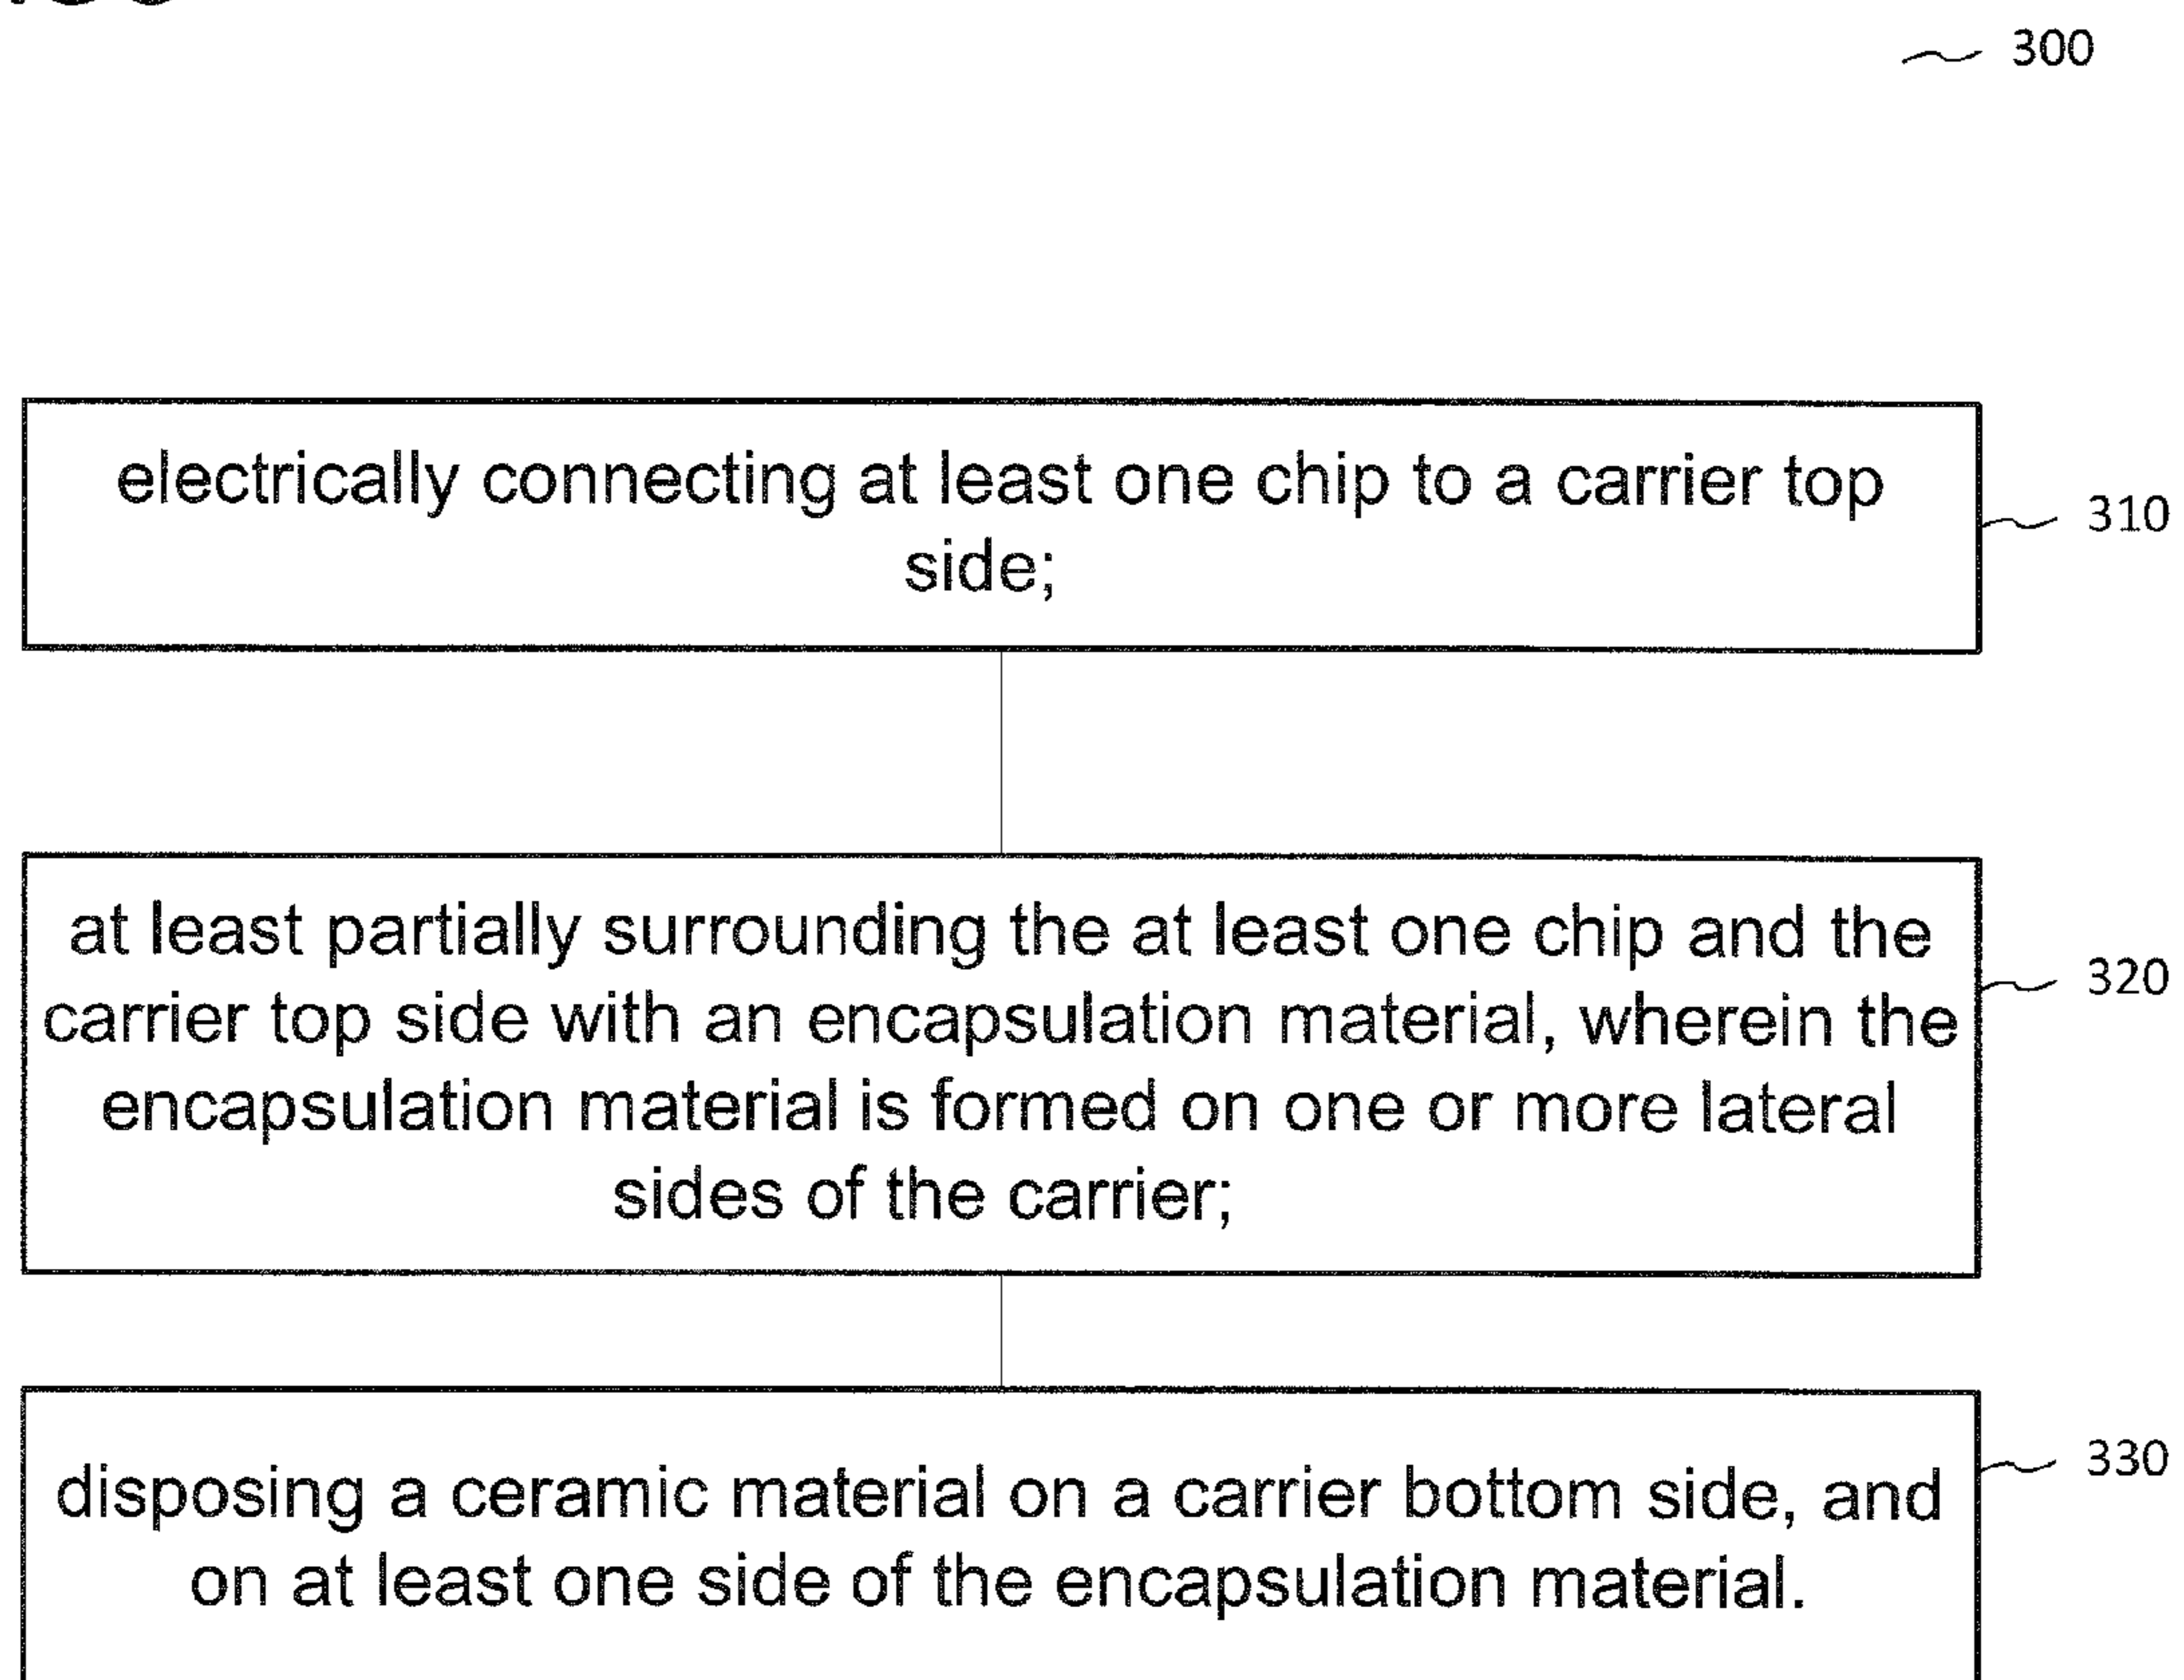 300
electrically connecting at least one chip to a carrier top
side;
310
at least partially surrounding the at least one chip and the
carrier top side with an encapsulation material, wherein the
encapsulation material is formed on one or more lateral
sides of the carrier;
320
disposing a ceramic material on a carrier bottom side, and
on at least one side of the encapsulation material.
330